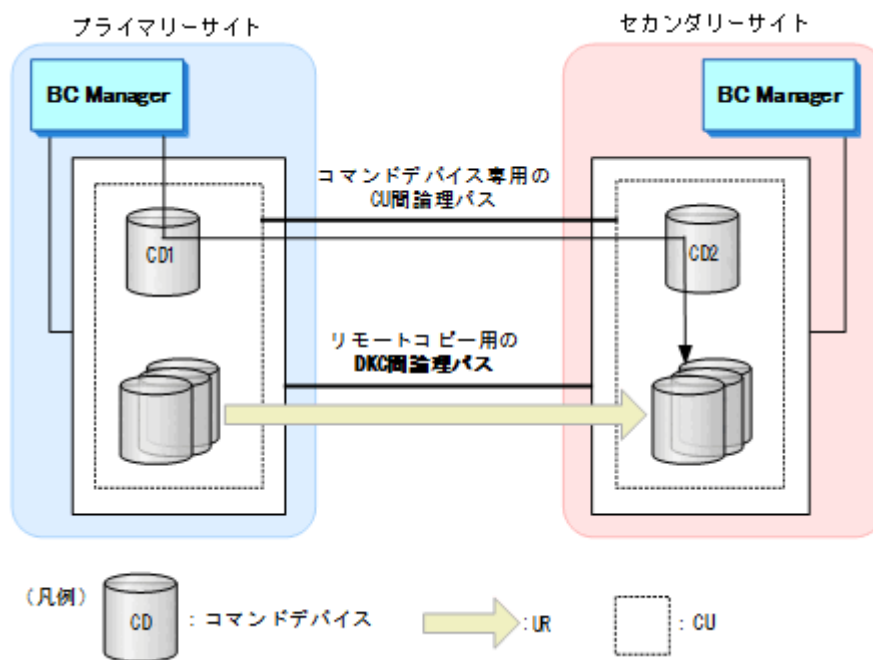 プライマリーサイト
セカンダリーサイト
BC Manager
BC Manager
コマンドデバイス専用の
CU間論理パス
CD1
CD2
リモートコピー用の
DKC間論理パス
(凡例)
CD
: コマンドデバイス
:UR
: CU